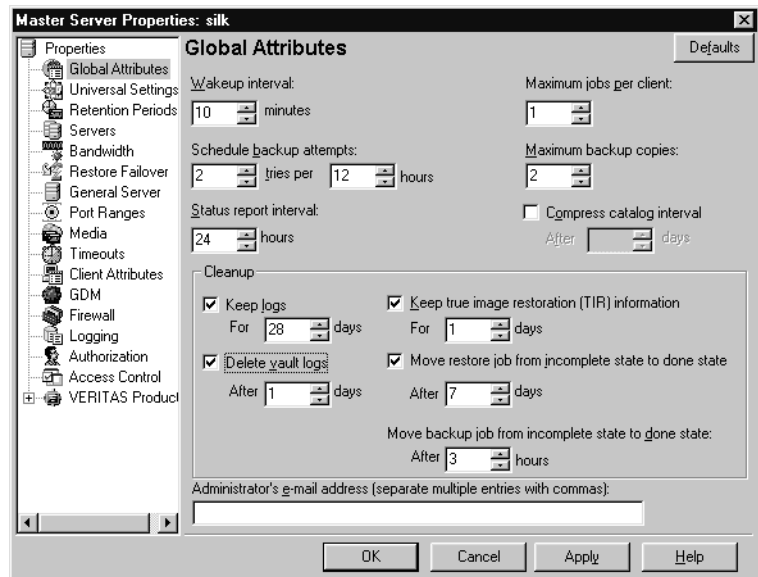 Master Server Properties: silk
Properties
Global Attributes
Universal Settings
Retention Periods
Servers
Bandwidth
Restore Failover
General Server
Port Ranges
Media
Timeouts
Client Attributes
GDM
Firewall
Logging
Authorization
Access Control
VERITAS Product
Global Attributes
Defaults
Wakeup interval:
10 minutes
Maximum jobs per client:
1
Schedule backup attempts:
2 tries per 12 hours
Maximum backup copies:
2
Status report interval:
24 hours
Compress catalog interval
After days
Cleanup
Keep logs
For 28 days
Keep true image restoration (TIR) information
For 1 days
Delete vault logs
After 1 days
Move restore job from incomplete state to done state
After 7 days
Move backup job from incomplete state to done state:
After 3 hours
Administrator's e-mail address (separate multiple entries with commas):
OK Cancel Apply Help